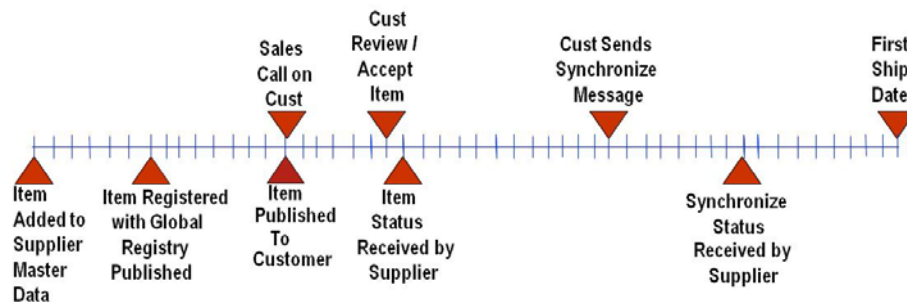 Sales
Call on
Cust
Cust
Review /
Accept
Item
Cust Sends
Synchronize
Message
First
Ship
Date
Item
Added to
Supplier
Master
Data
Item Registered
with Global
Registry
Published
Item
Published
To
Customer
Item
Status
Received by
Supplier
Synchronize
Status
Received by
Supplier